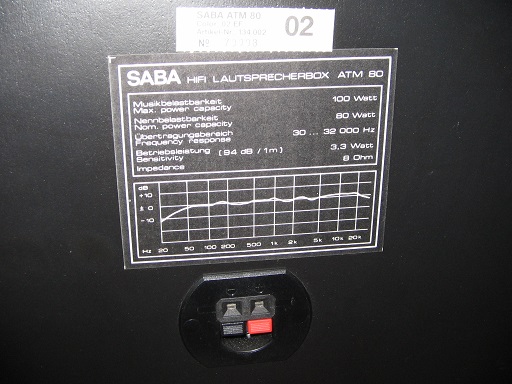 SABA ATM 80
02
SABA HIFI LAUTSPRECHERBOX ATM 80
Musikbelastbarkeit 100 Watt
Max. power capacity
Nennbelastbarkeit 80 Watt
Nom. power capacity
Übertragungsbereich 30 ... 32 000 Hz
Frequency response
Betriebsleistung (94 dB / 1m) 3,3 Watt
Sensitivity 8 Ohm
Impedance
dB
+10
± 0
-10
Hz 20 50 100 200 500 1k 2k 5k 10k 20k